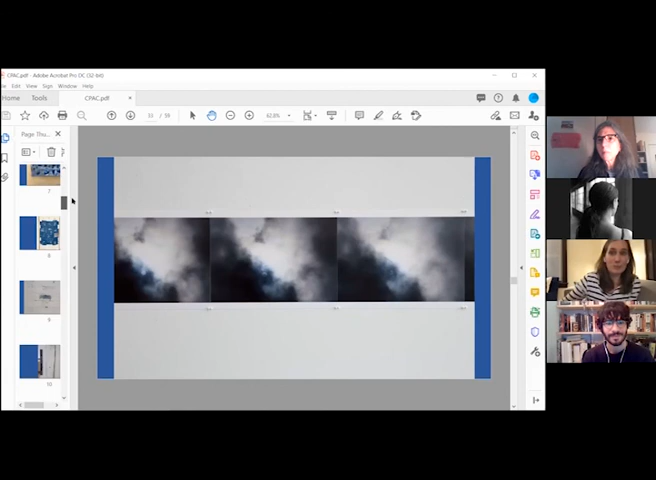 CPAC.pdf - Adobe Acrobat Pro DC (32-bit)
File Edit View Sign Window Help
Home Tools CPAC.pdf ×
62.8%
Page Thu... ×
7
8
9
10